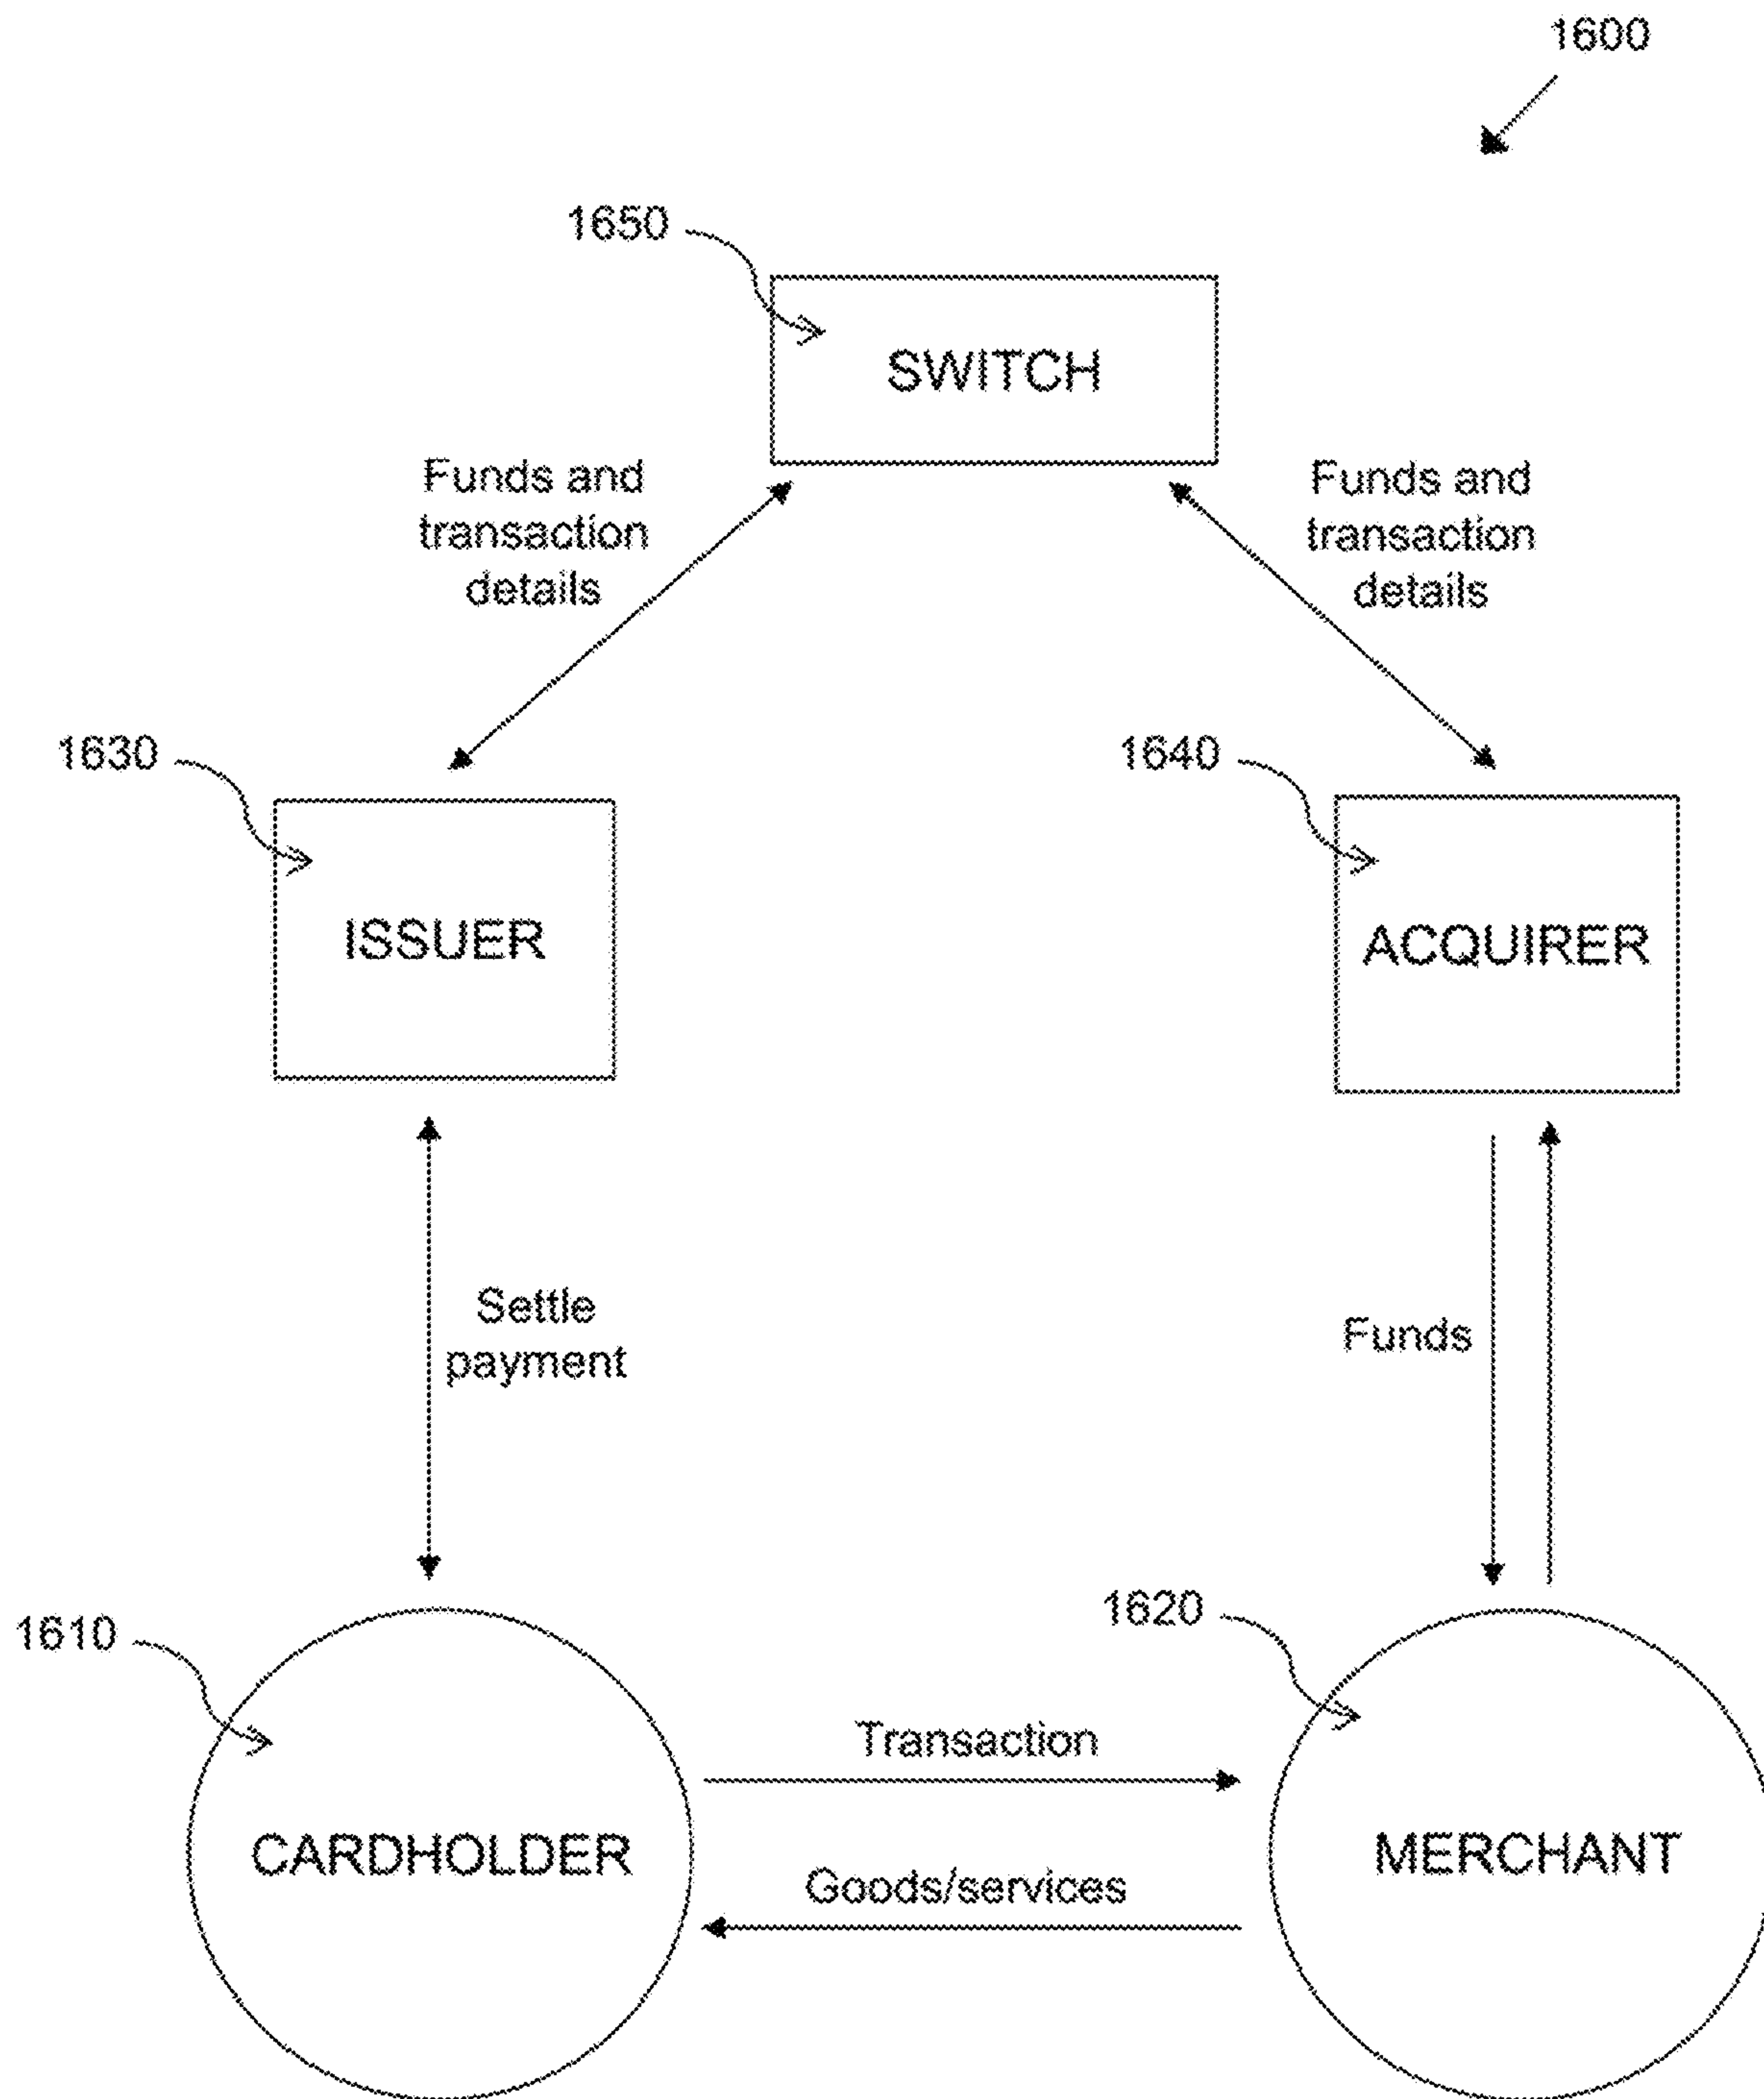 1600
1650
SWITCH
Funds and
transaction
details
Funds and
transaction
details
1630
1640
ISSUER
ACQUIRER
Settle
payment
Funds
1610
1620
Transaction
CARDHOLDER
MERCHANT
Goods/services